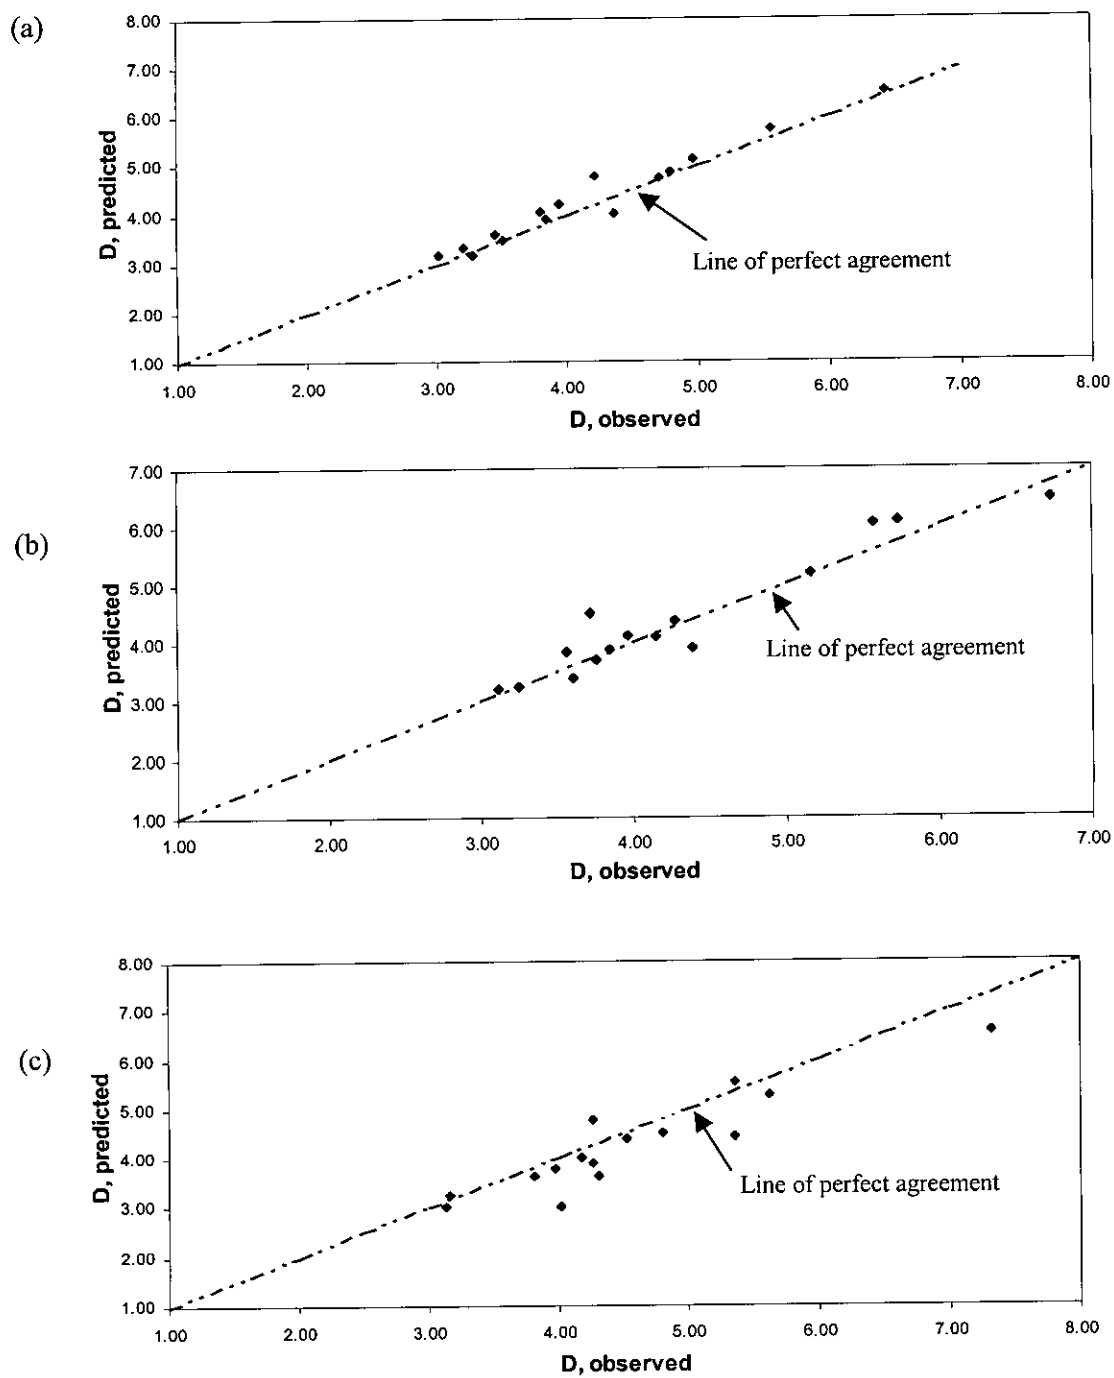 (a)
8.00
7.00
6.00
5.00
4.00
3.00
2.00
1.00
D, predicted
Line of perfect agreement
1.00 2.00 3.00 4.00 5.00 6.00 7.00 8.00
D, observed
(b)
7.00
6.00
5.00
4.00
3.00
2.00
1.00
D, predicted
Line of perfect agreement
1.00 2.00 3.00 4.00 5.00 6.00 7.00
D, observed
(c)
8.00
7.00
6.00
5.00
4.00
3.00
2.00
1.00
D, predicted
Line of perfect agreement
1.00 2.00 3.00 4.00 5.00 6.00 7.00 8.00
D, observed